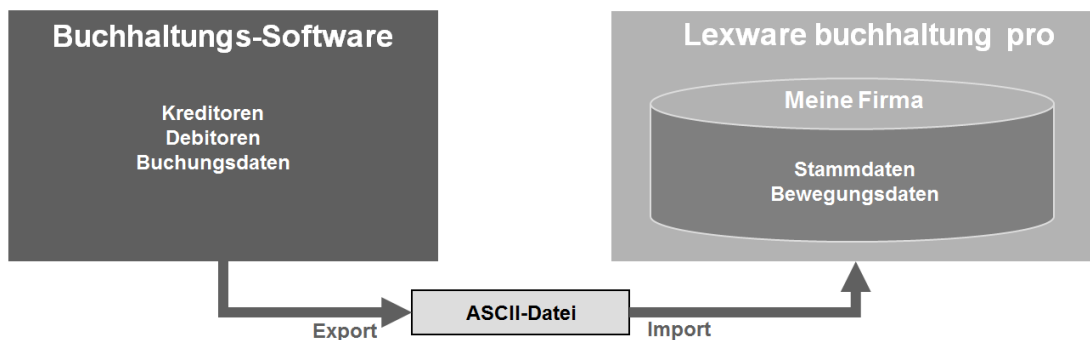 Buchhaltungs-Software
Kreditoren
Debitoren
Buchungsdaten
Lexware buchhaltung pro
Meine Firma
Stammdaten
Bewegungsdaten
Export
ASCII-Datei
Import